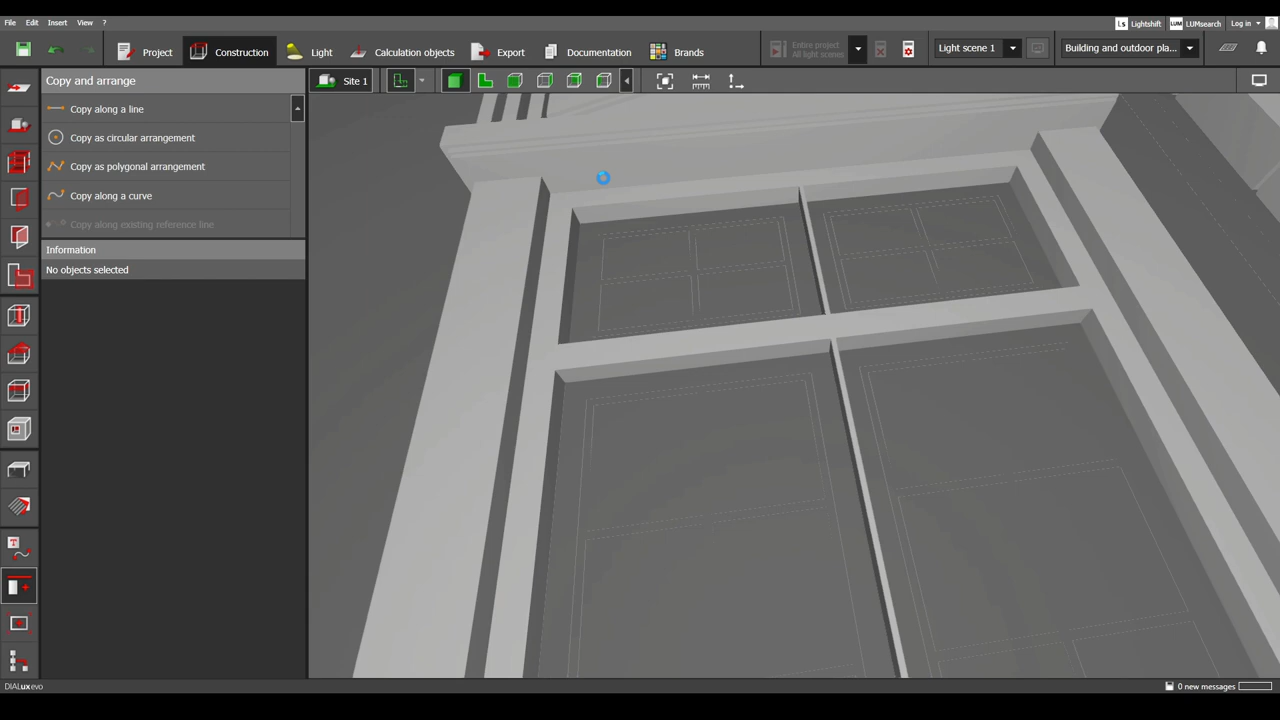 File Edit Insert View ?
Ls Lightshift LUM LUMsearch Log in
Project Construction Light Calculation objects Export Documentation Brands
Entire project
All light scenes
Light scene 1
Building and outdoor pla...
Copy and arrange
Site 1
Copy along a line
Copy as circular arrangement
Copy as polygonal arrangement
Copy along a curve
Copy along existing reference line
Information
No objects selected
T
DIALux evo
0 new messages